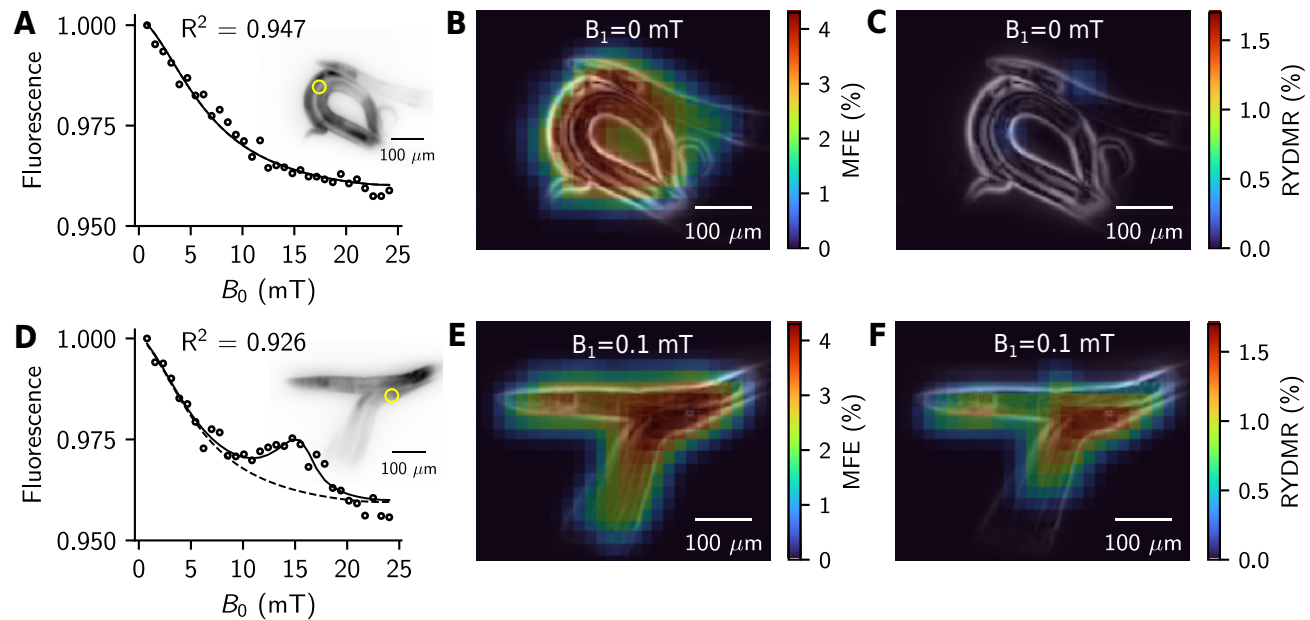 A
R² = 0.947
1.000
0.975
0.950
Fluorescence
0 5 10 15 20 25
B₀ (mT)
100 μm
B
B₁=0 mT
100 μm
4
3
2
1
0
MFE (%)
C
B₁=0 mT
100 μm
1.5
1.0
0.5
0.0
RYDMR (%)
D
R² = 0.926
1.000
0.975
0.950
Fluorescence
0 5 10 15 20 25
B₀ (mT)
100 μm
E
B₁=0.1 mT
100 μm
4
3
2
1
0
MFE (%)
F
B₁=0.1 mT
100 μm
1.5
1.0
0.5
0.0
RYDMR (%)